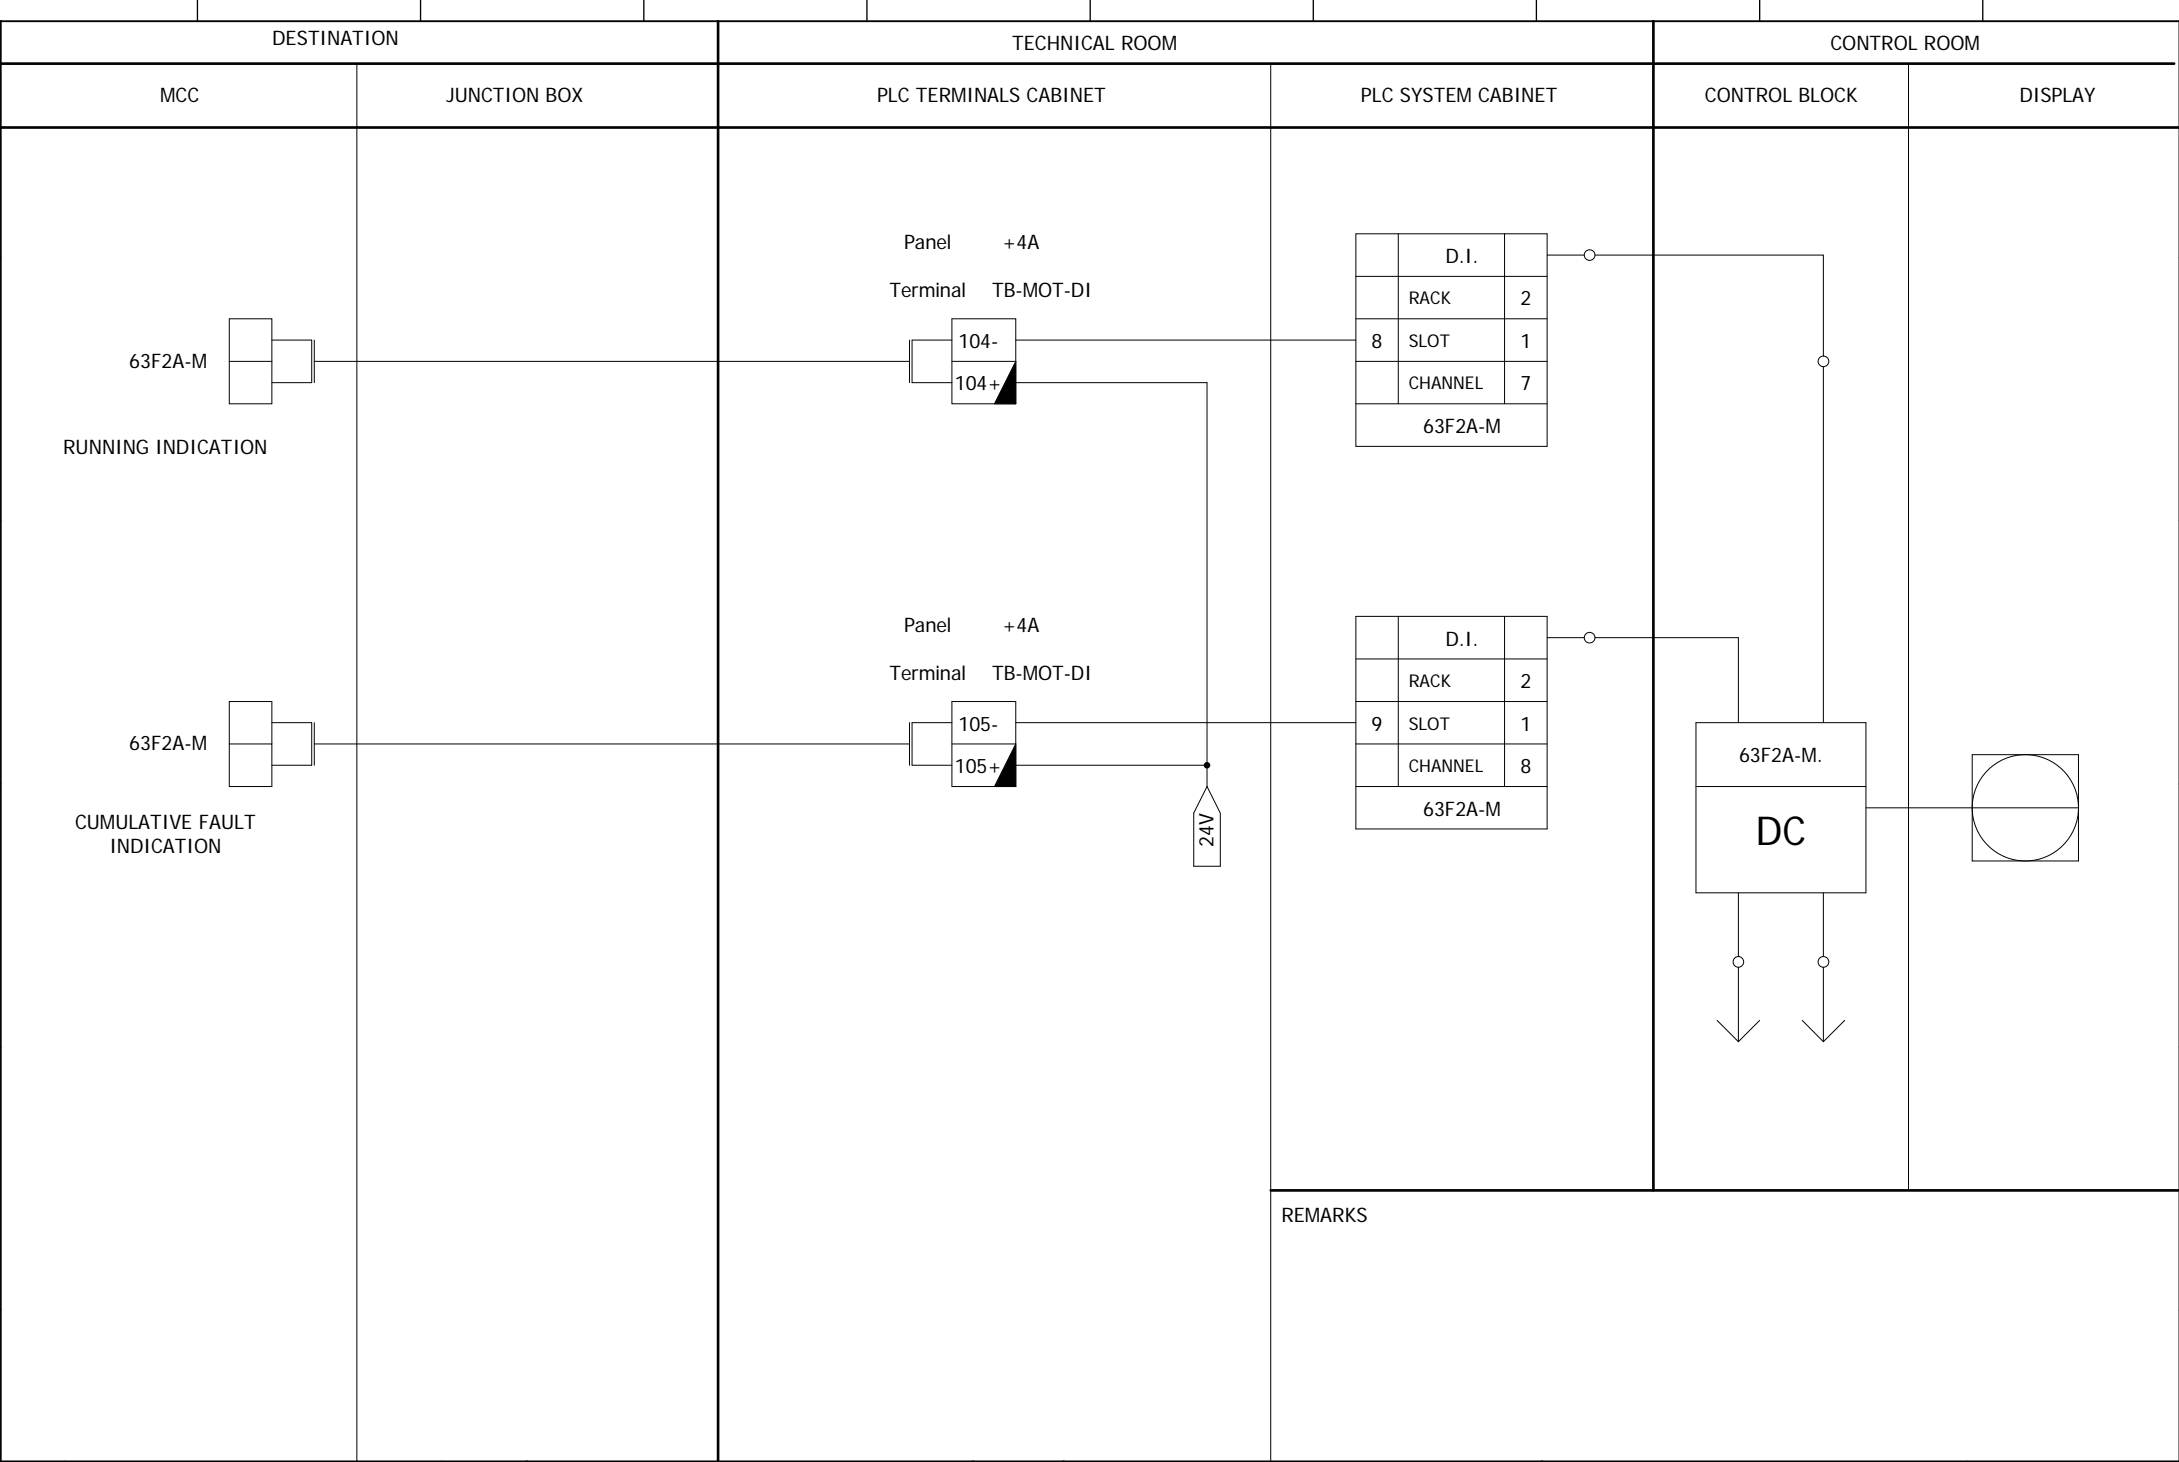 DESTINATION
TECHNICAL ROOM
CONTROL ROOM
MCC
JUNCTION BOX
PLC TERMINALS CABINET
PLC SYSTEM CABINET
CONTROL BLOCK
DISPLAY
Panel +4A
Terminal TB-MOT-DI
63F2A-M
RUNNING INDICATION
104-
104+
D.I.
RACK 2
8 SLOT 1
CHANNEL 7
63F2A-M
Panel +4A
Terminal TB-MOT-DI
63F2A-M
CUMULATIVE FAULT
INDICATION
105-
105+
24V
D.I.
RACK 2
9 SLOT 1
CHANNEL 8
63F2A-M
63F2A-M.
DC
REMARKS